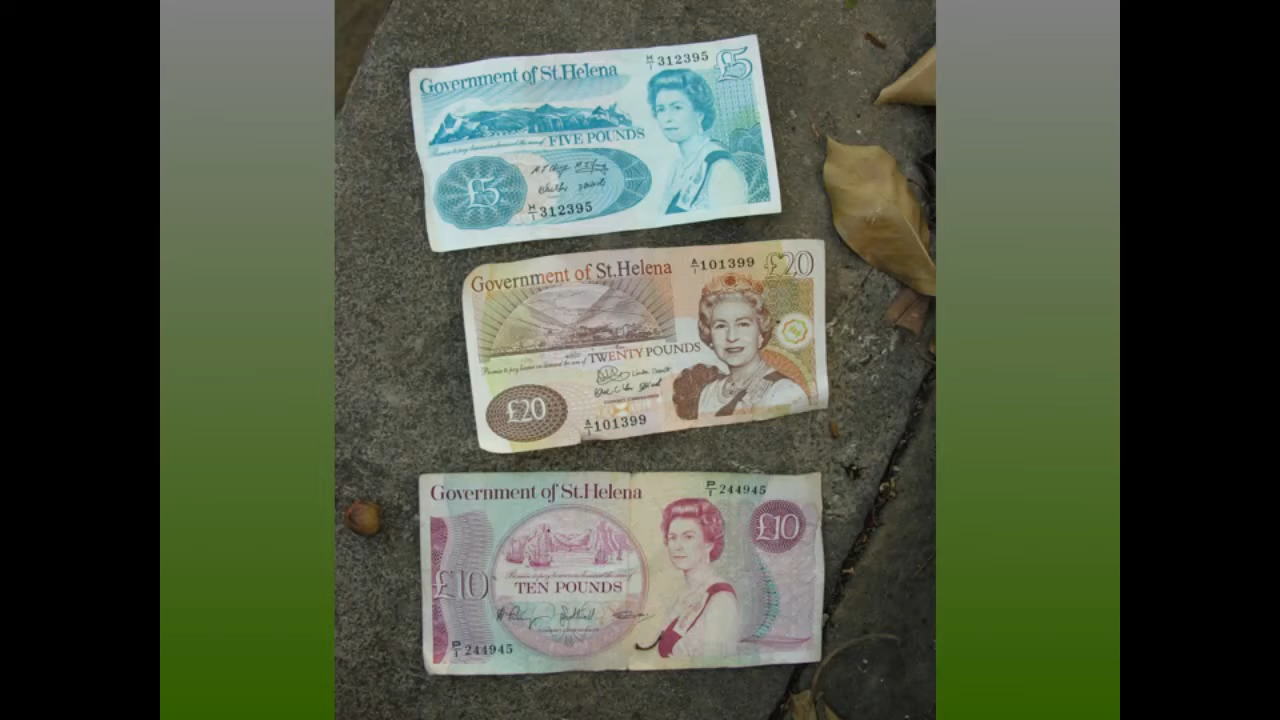 Government of St.Helena
H/1 312395
£5
FIVE POUNDS
£5
H/1 312395
Government of St.Helena
A/1 101399
£20
TWENTY POUNDS
£20
A/1 101399
Government of St.Helena
P/1 244945
£10
£10
TEN POUNDS
P/1 244945